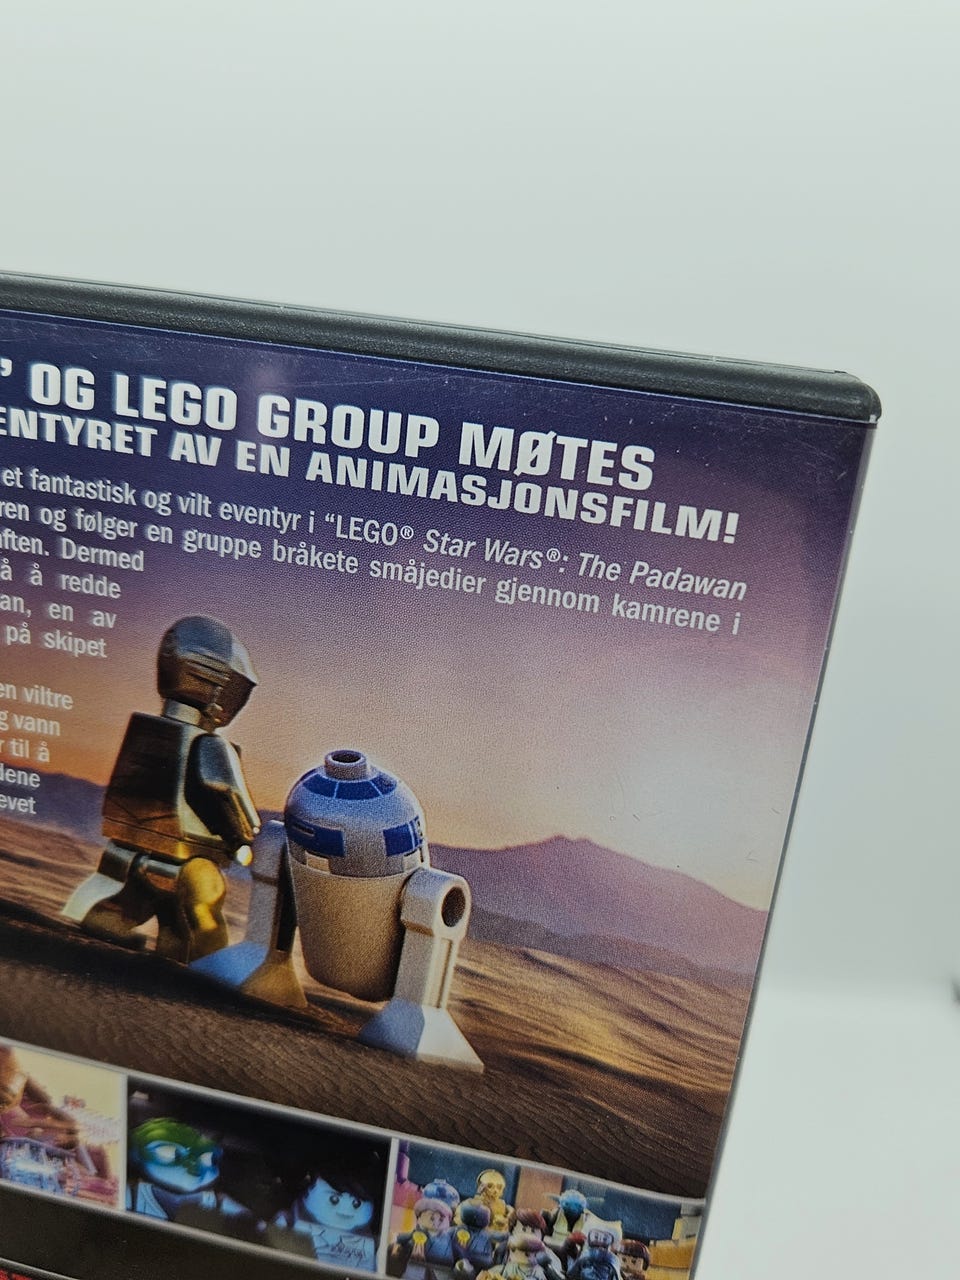 ’ OG LEGO GROUP MØTES
ENTYRET AV EN ANIMASJONSFILM!
et fantastisk og vilt eventyr i “LEGO® Star Wars®: The Padawan
ren og følger en gruppe bråkete småjedier gjennom kamrene i
aften. Dermed
å å redde
an, en av
på skipet
en viltre
g vann
r til å
dene
evet